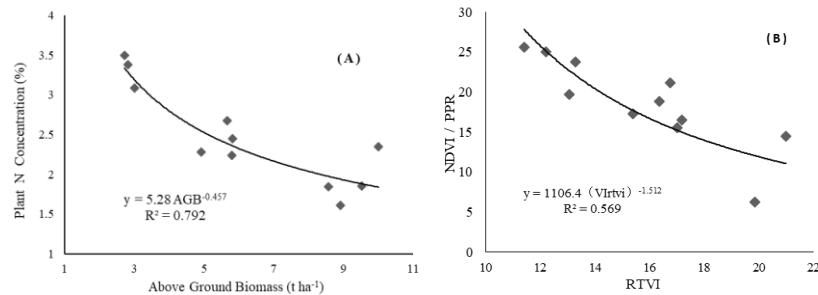 4
3.5
3
2.5
2
1.5
1
Plant N Concentration (%)
(A)
y = 5.28 AGB^-0.457
R² = 0.792
1 3 5 7 9 11
Above Ground Biomass (t ha⁻¹)
30
25
20
15
10
5
0
NDVI / PPR
(B)
y = 1106.4（VIrtvi）^-1.512
R² = 0.569
10 12 14 16 18 20 22
RTVI